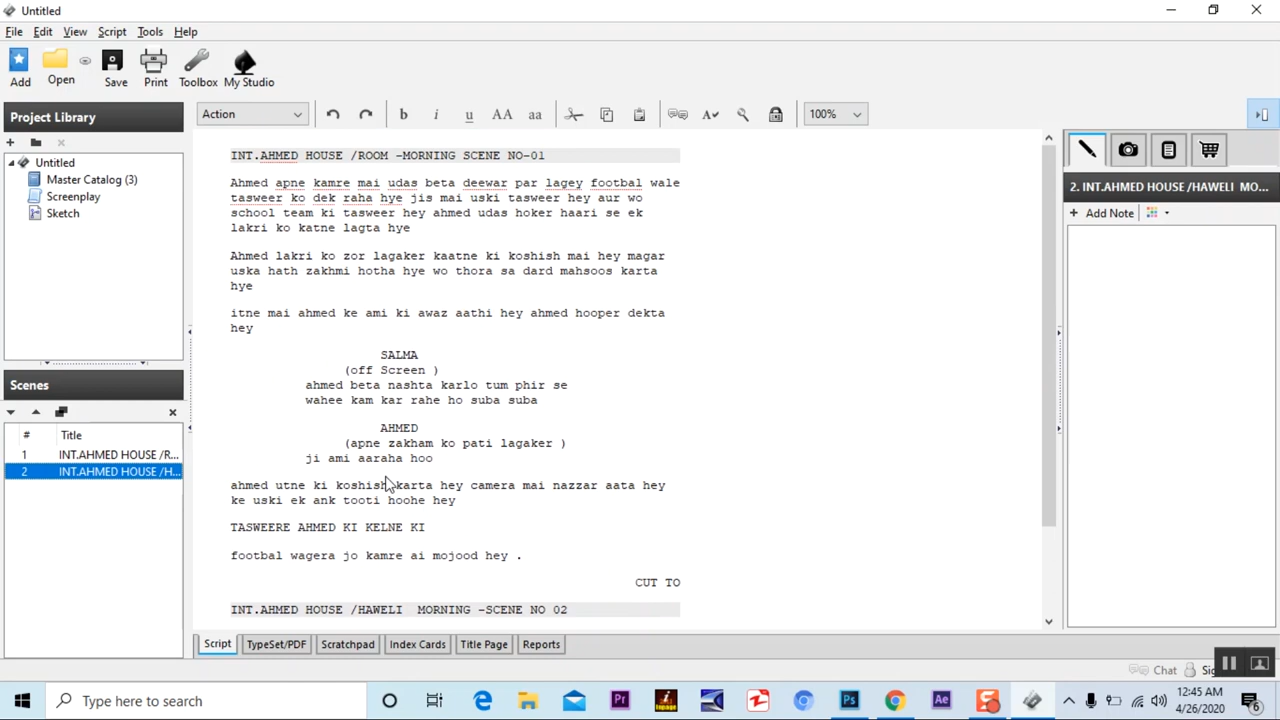 Untitled
File Edit View Script Tools Help
Add Open Save Print Toolbox My Studio
Project Library
Untitled
Master Catalog (3)
Screenplay
Sketch
Scenes
# Title
1 INT.AHMED HOUSE /R...
2 INT.AHMED HOUSE /H...
Action b i u AA aa 100%
INT.AHMED HOUSE /ROOM -MORNING SCENE NO-01
Ahmed apne kamre mai udas beta deewar par lagey footbal wale
tasweer ko dek raha hye jis mai uski tasweer hey aur wo
school team ki tasweer hey ahmed udas hoker haari se ek
lakri ko katne lagta hye
Ahmed lakri ko zor lagaker kaatne ki koshish mai hey magar
uska hath zakhmi hotha hye wo thora sa dard mahsoos karta
hye
itne mai ahmed ke ami ki awaz aathi hey ahmed hooper dekta
hey
SALMA
(off Screen )
ahmed beta nashta karlo tum phir se
wahee kam kar rahe ho suba suba
AHMED
(apne zakham ko pati lagaker )
ji ami aaraha hoo
ahmed utne ki koshish karta hey camera mai nazzar aata hey
ke uski ek ank tooti hoohe hey
TASWEERE AHMED KI KELNE KI
footbal wagera jo kamre ai mojood hey .
CUT TO
INT.AHMED HOUSE /HAWELI MORNING -SCENE NO 02
2. INT.AHMED HOUSE /HAWELI MO...
+ Add Note
Script TypeSet/PDF Scratchpad Index Cards Title Page Reports
Chat Sig
Type here to search
Pr Ps Ae
12:45 AM
4/26/2020
6